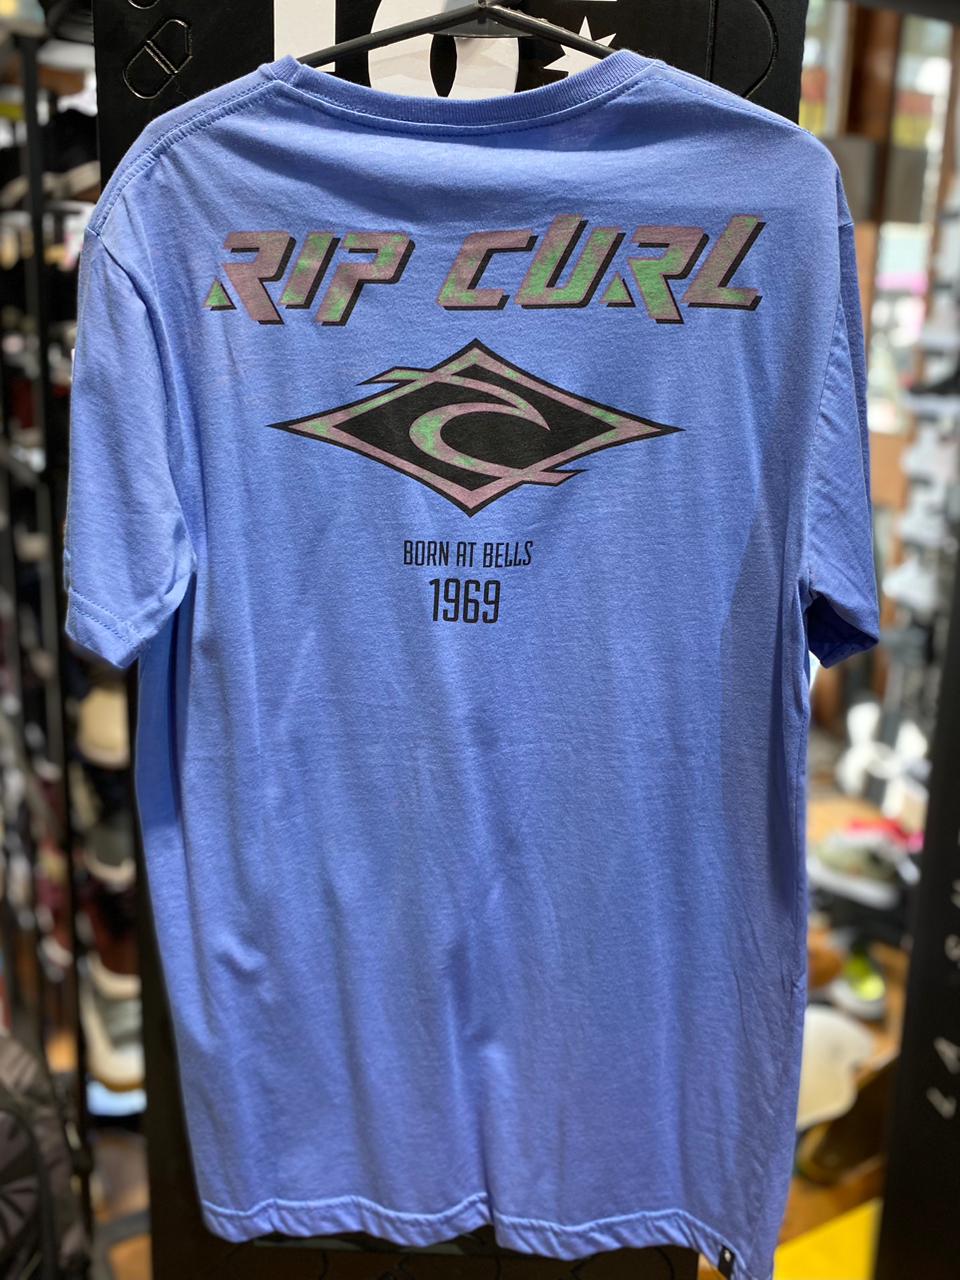 RIP CURL
BORN AT BELLS
1969